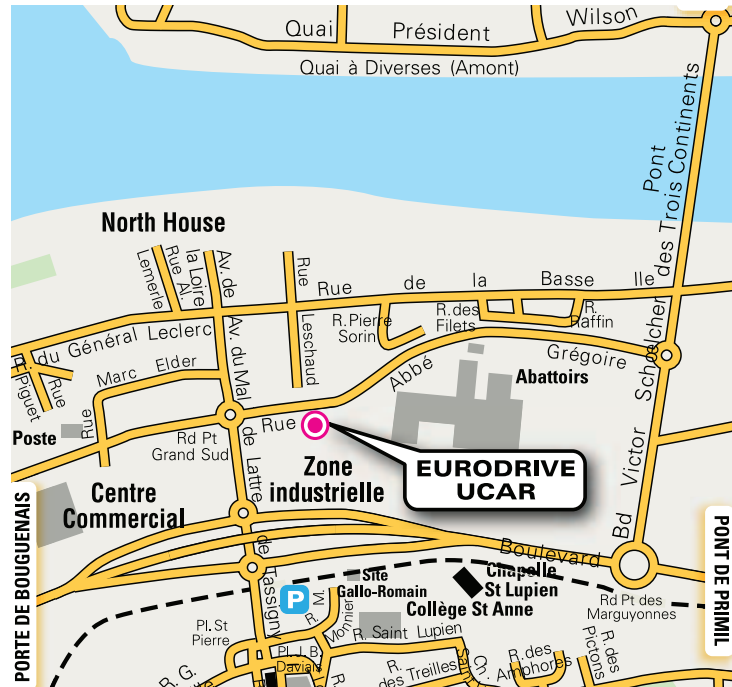 Quai Président Wilson
Quai à Diverses (Amont)
Pont des Trois Continents
North House
Rue Al.
Lemerle
Av. de
la Loire
Rue Leschaud
Rue de la Basse Ile
R. du Général Leclerc
Av. du Mal de Lattre de Tassigny
R. Pierre
Sorin
R. des
Filets
R.
Raffin
Bd Victor Schoelcher
Rue Marc Elder
Rue
Piguet
Rue Abbé Grégoire
Abattoirs
Poste
Rd Pt
Grand Sud
Zone
industrielle
EURODRIVE
UCAR
Centre
Commercial
PORTE DE BOUGUENAIS
PONT DE PRIMIL
Boulevard
Chapelle
St Lupien
Site
Gallo-Romain
Collège St Anne
Rd Pt des
Marguyonnes
P
R. M.
Monnier
Pl. St
Pierre
R. Saint Lupien
Pl. J. B.
Daviais
R. G.
R.
des Treilles
Ch.
Saint
R. des
Amphores
R. des
Pictons